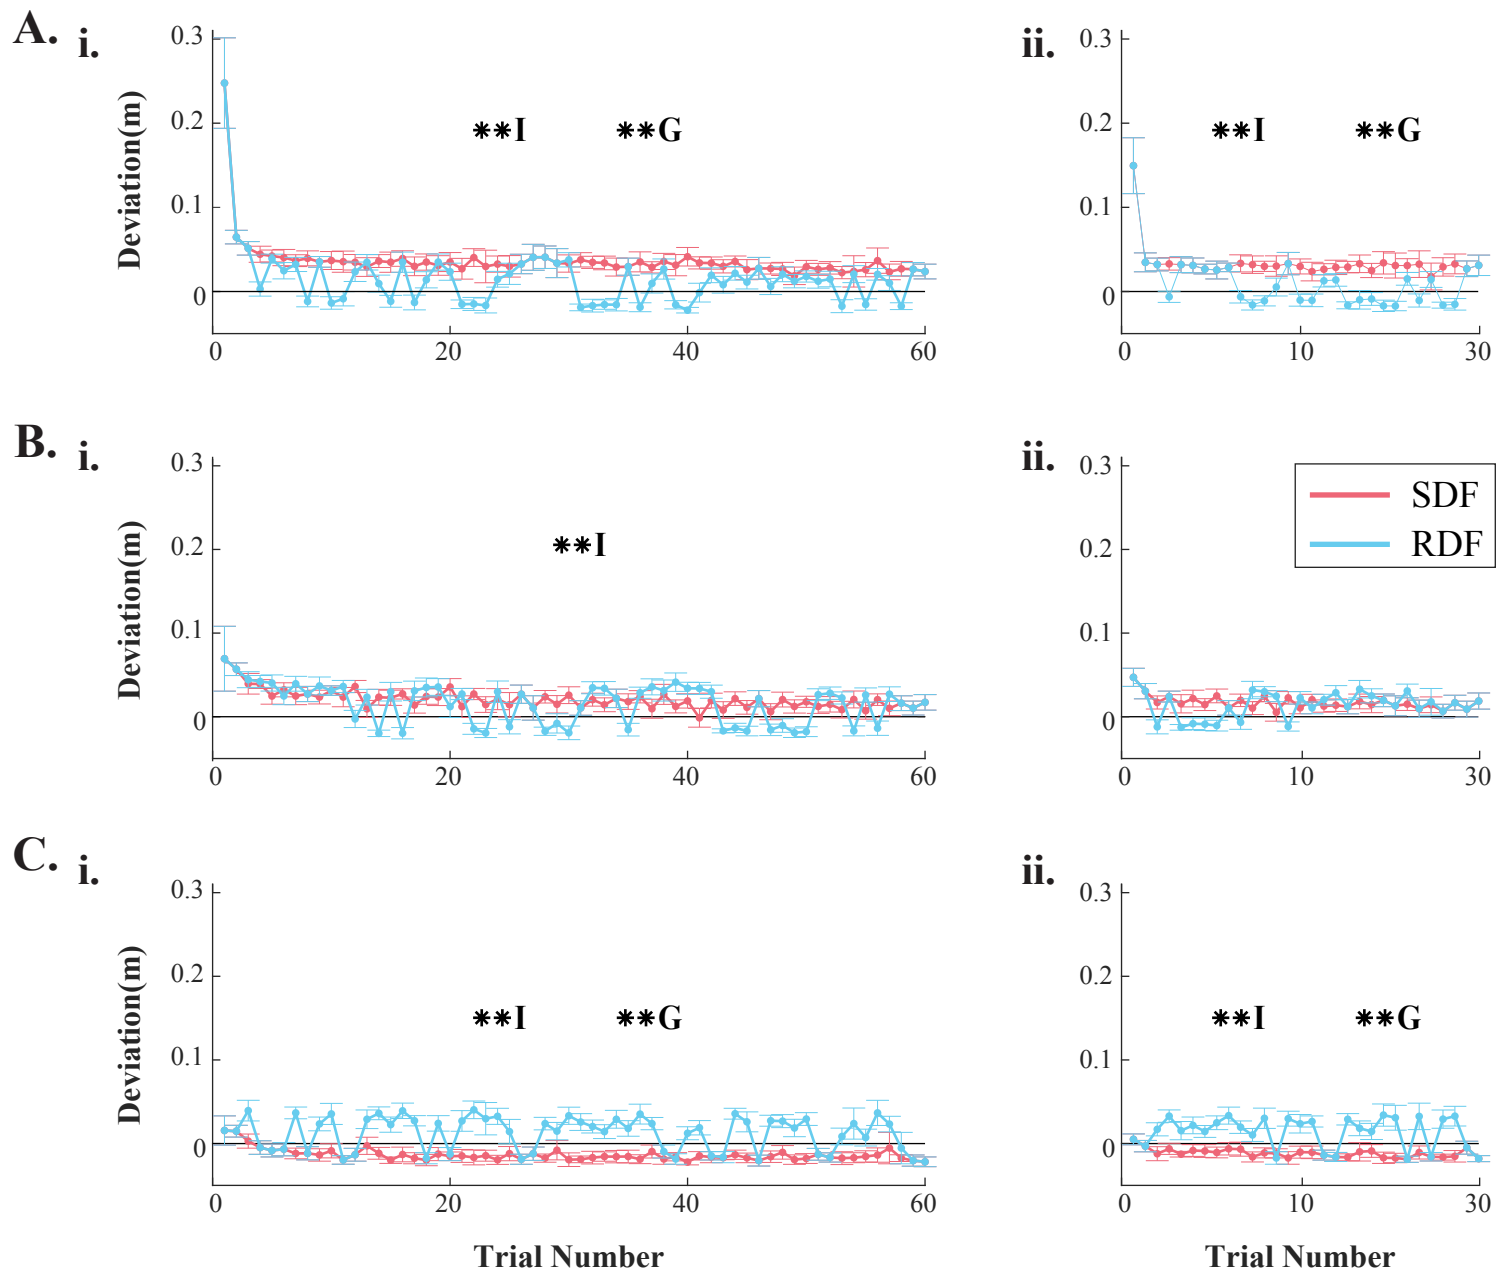 A. i. ii.
0.3 0.3
0.2 **I **G 0.2 **I **G
Deviation(m)
0.1 0.1
0 0
0 20 40 60 0 10 30
B. i. ii.
0.3 0.3
SDF
RDF
0.2 **I 0.2
Deviation(m)
0.1 0.1
0 0
0 20 40 60 0 10 30
C. i. ii.
0.3 0.3
0.2 0.2
**I **G **I **G
Deviation(m)
0.1 0.1
0 0
0 20 40 60 0 10 30
Trial Number Trial Number